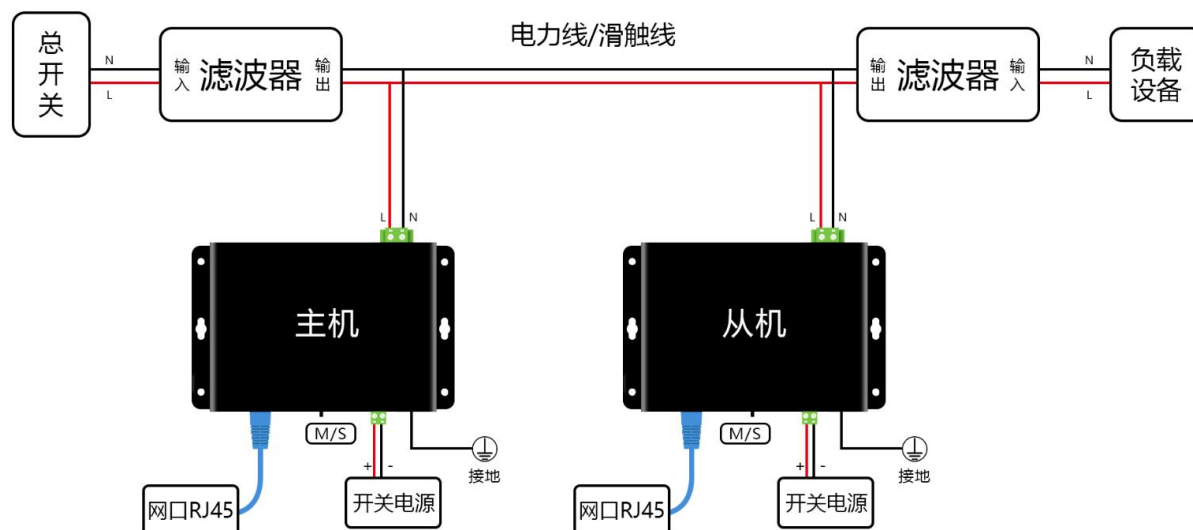 总开关
N
L
输入
滤波器
输出
电力线/滑触线
输出
滤波器
输入
N
L
负载
设备
L
N
主机
L
N
从机
M/S
+
-
接地
网口RJ45
开关电源
M/S
+
-
接地
网口RJ45
开关电源